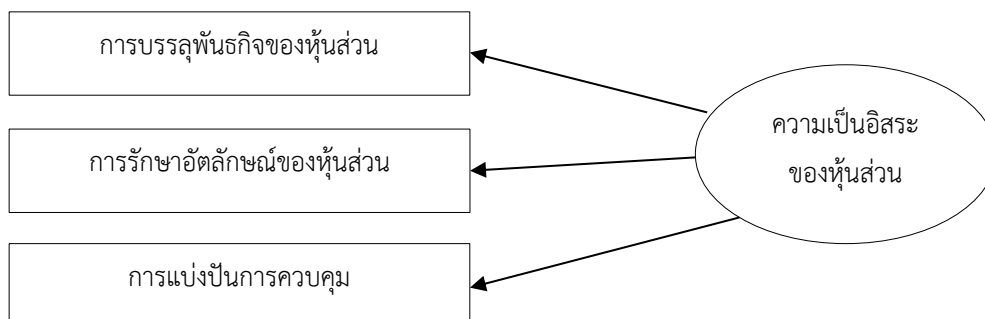 การบรรลุพันธกิจของหุ้นส่วน
การรักษาอัตลักษณ์ของหุ้นส่วน
การแบ่งปันการควบคุม
ความเป็นอิสระ
ของหุ้นส่วน